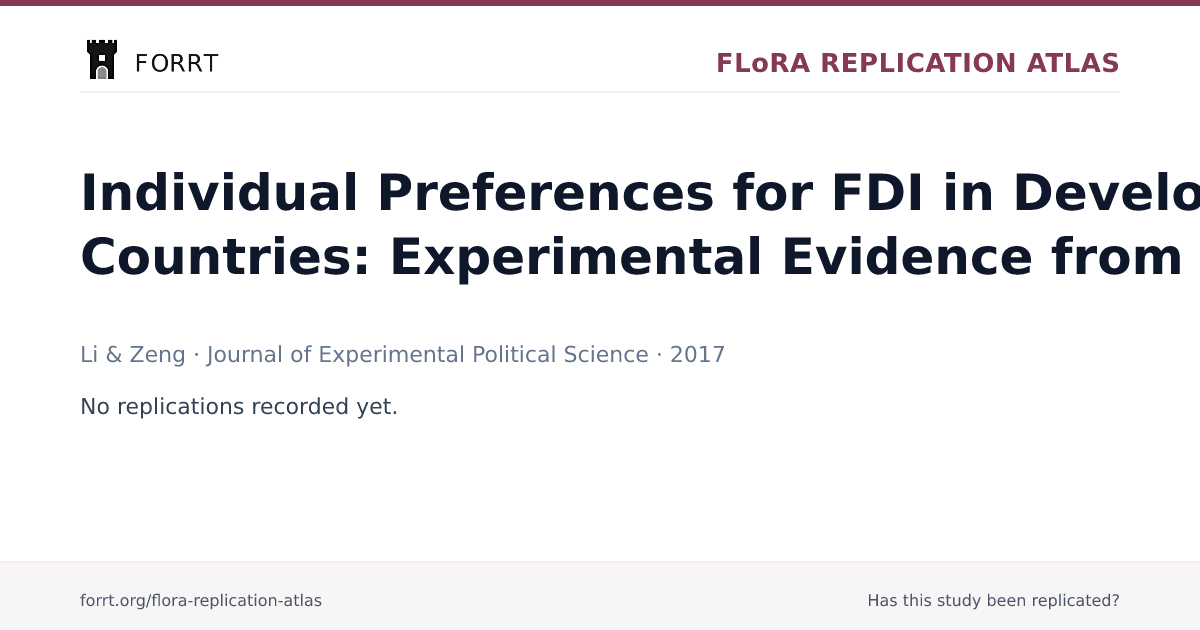 FORRT
FLoRA REPLICATION ATLAS
Individual Preferences for FDI in
Countries: Experimental Evidence from
Li & Zeng · Journal of Experimental Political Science · 2017
No replications recorded yet.
forrt.org/flora-replication-atlas
Has this study been replicated?